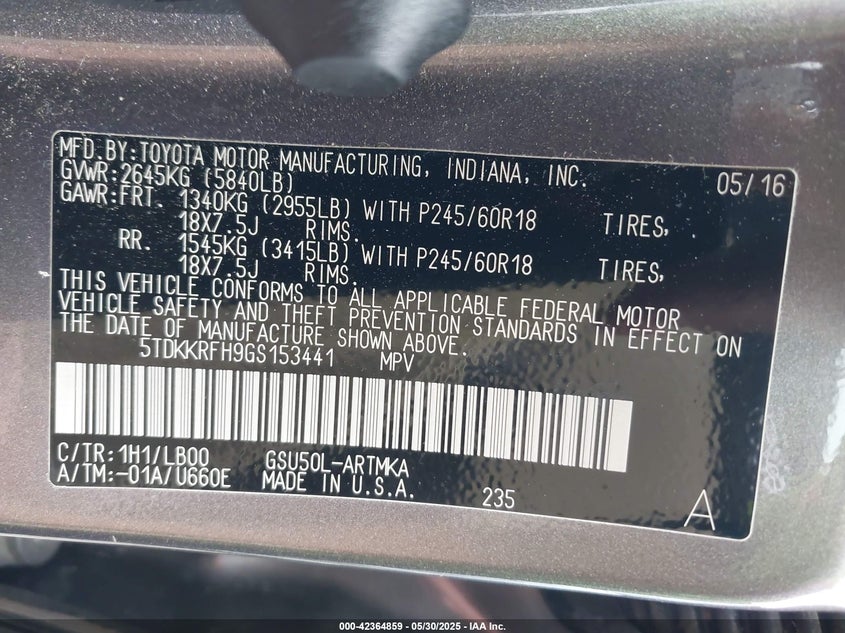 MFD.BY:TOYOTA MOTOR MANUFACTURING, INDIANA, INC. 05/16
GVWR:2645KG (5840LB)
GAWR:FRT. 1340KG (2955LB) WITH P245/60R18 TIRES,
18X7.5J RIMS.
RR. 1545KG (3415LB) WITH P245/60R18 TIRES,
18X7.5J RIMS.
THIS VEHICLE CONFORMS TO ALL APPLICABLE FEDERAL MOTOR
VEHICLE SAFETY AND THEFT PREVENTION STANDARDS IN EFFECT ON
THE DATE OF MANUFACTURE SHOWN ABOVE.
5TDKKRFH9GS153441 MPV
C/TR:1H1/LB00 GSU50L-ARTMKA
A/TM:-01A/U660E MADE IN U.S.A. 235 A
000-42364859 — 05/30/2025 - IAA Inc.